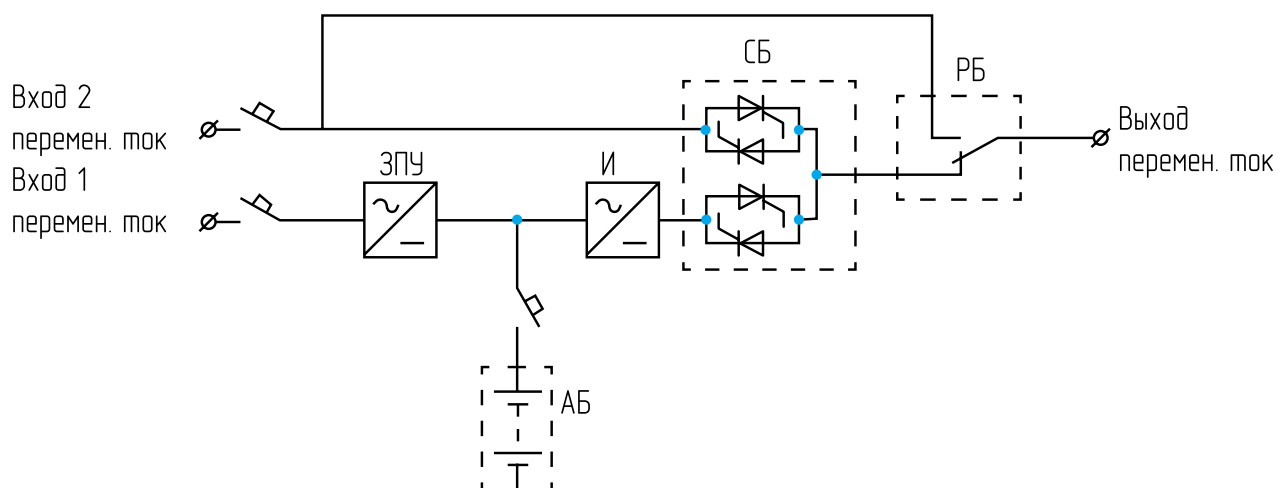 СБ
РБ
Вход 2
перемен. ток
Выход
перемен. ток
Вход 1
перемен. ток
ЗПУ
И
АБ